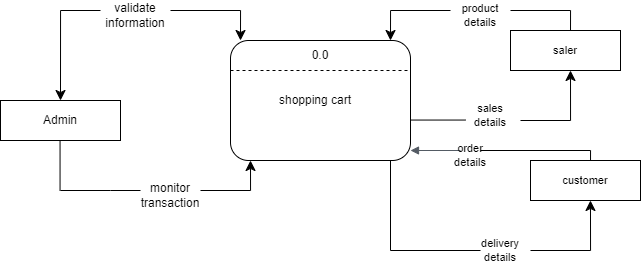 validate
information
product
details
0.0
saler
shopping cart
sales
details
Admin
order
details
customer
monitor
transaction
delivery
details